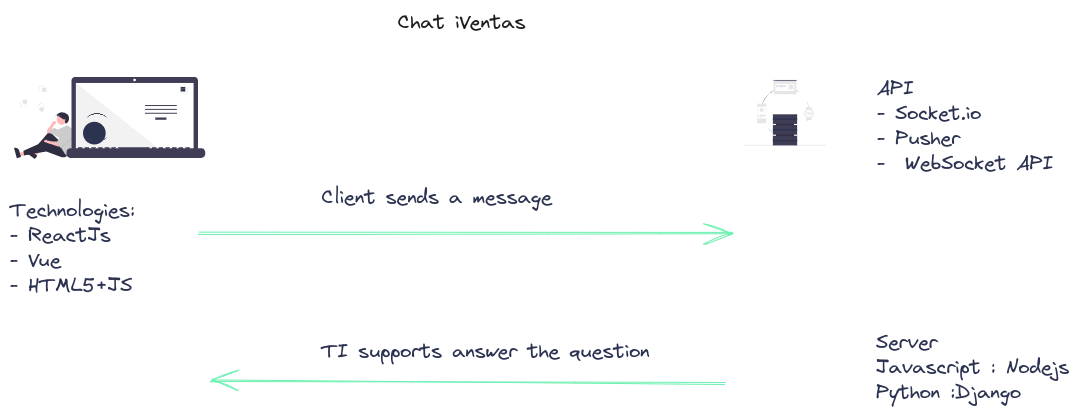 Chat iVentas
API
- Socket.io
- Pusher
- WebSocket API
Client sends a message
Technologies:
- ReactJs
- Vue
- HTML5+JS
TI supports answer the question
Server
Javascript : Nodejs
Python :Django